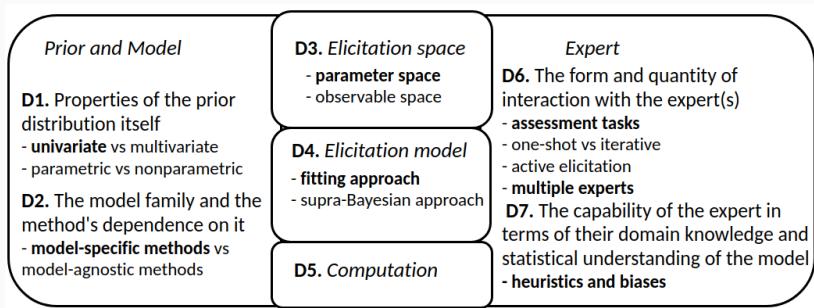 Prior and Model
D1. Properties of the prior
distribution itself
- univariate vs multivariate
- parametric vs nonparametric
D2. The model family and the
method's dependence on it
- model-specific methods vs
model-agnostic methods
D3. Elicitation space
- parameter space
- observable space
D4. Elicitation model
- fitting approach
- supra-Bayesian approach
D5. Computation
Expert
D6. The form and quantity of
interaction with the expert(s)
- assessment tasks
- one-shot vs iterative
- active elicitation
- multiple experts
D7. The capability of the expert in
terms of their domain knowledge and
statistical understanding of the model
- heuristics and biases